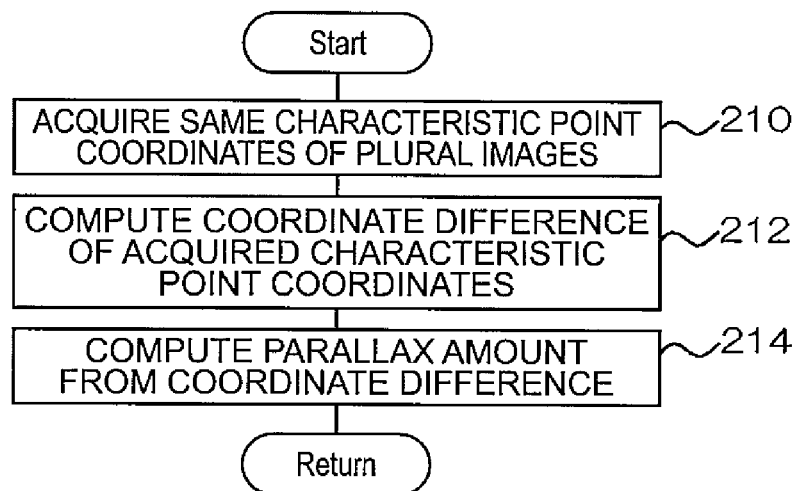 Start
ACQUIRE SAME CHARACTERISTIC POINT
COORDINATES OF PLURAL IMAGES
210
COMPUTE COORDINATE DIFFERENCE
OF ACQUIRED CHARACTERISTIC
POINT COORDINATES
212
COMPUTE PARALLAX AMOUNT
FROM COORDINATE DIFFERENCE
214
Return